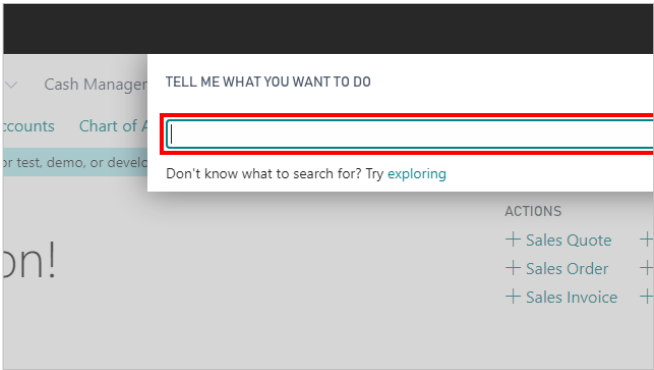 TELL ME WHAT YOU WANT TO DO
Cash Manager
ccounts Chart of A
or test, demo, or develo
Don't know what to search for? Try exploring
ACTIONS
on!
+ Sales Quote +
+ Sales Order +
+ Sales Invoice +